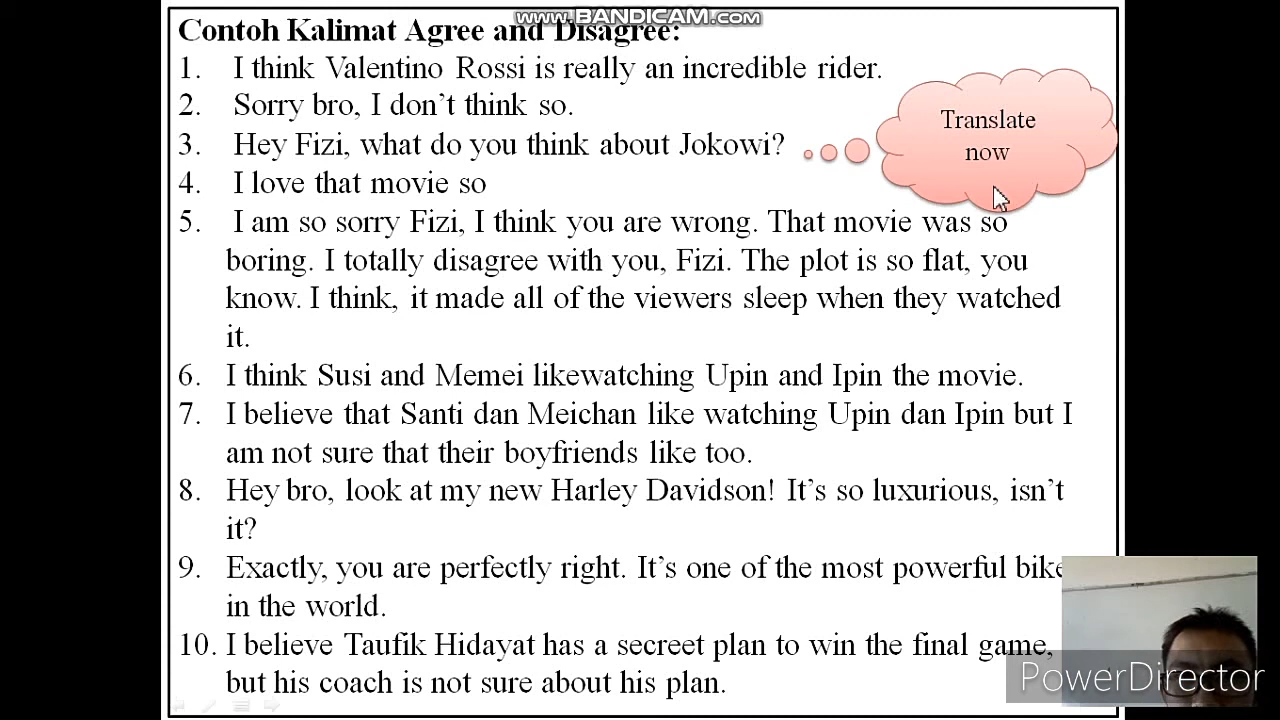 www.BANDICAM.com
Contoh Kalimat Agree and Disagree:
1. I think Valentino Rossi is really an incredible rider.
2. Sorry bro, I don't think so.
3. Hey Fizi, what do you think about Jokowi?
Translate
now
4. I love that movie so
5. I am so sorry Fizi, I think you are wrong. That movie was so
boring. I totally disagree with you, Fizi. The plot is so flat, you
know. I think, it made all of the viewers sleep when they watched
it.
6. I think Susi and Memei likewatching Upin and Ipin the movie.
7. I believe that Santi dan Meichan like watching Upin dan Ipin but I
am not sure that their boyfriends like too.
8. Hey bro, look at my new Harley Davidson! It's so luxurious, isn't
it?
9. Exactly, you are perfectly right. It's one of the most powerful bike
in the world.
10. I believe Taufik Hidayat has a secreet plan to win the final game,
but his coach is not sure about his plan.
PowerDirector